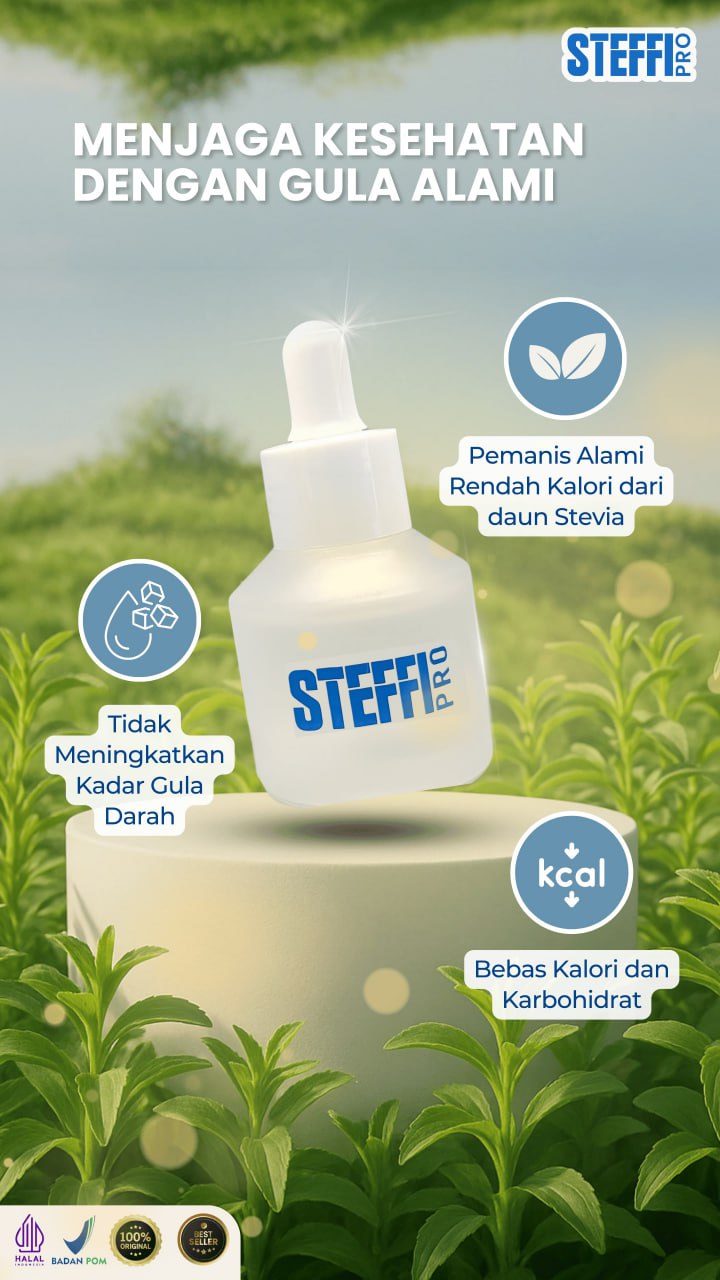 STEFFI PRO
MENJAGA KESEHATAN
DENGAN GULA ALAMI
Pemanis Alami
Rendah Kalori dari
daun Stevia
STEFFI PRO
Tidak
Meningkatkan
Kadar Gula
Darah
kcal
Bebas Kalori dan
Karbohidrat
HALAL
INDONESIA
BADAN POM
100%
ORIGINAL
BEST
SELLER